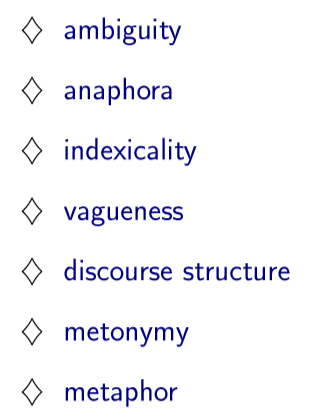 ◇ ambiguity
◇ anaphora
◇ indexicality
◇ vagueness
◇ discourse structure
◇ metonymy
◇ metaphor